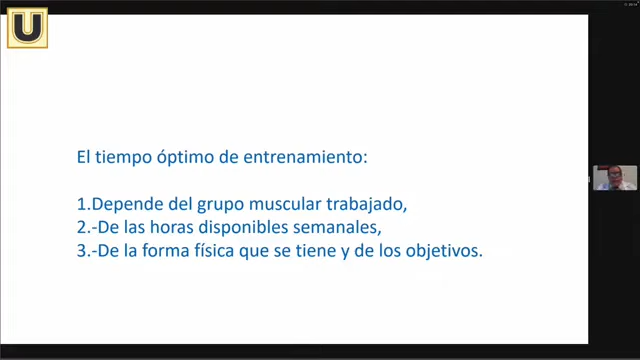 U
El tiempo óptimo de entrenamiento:
1.Depende del grupo muscular trabajado,
2.-De las horas disponibles semanales,
3.-De la forma física que se tiene y de los objetivos.